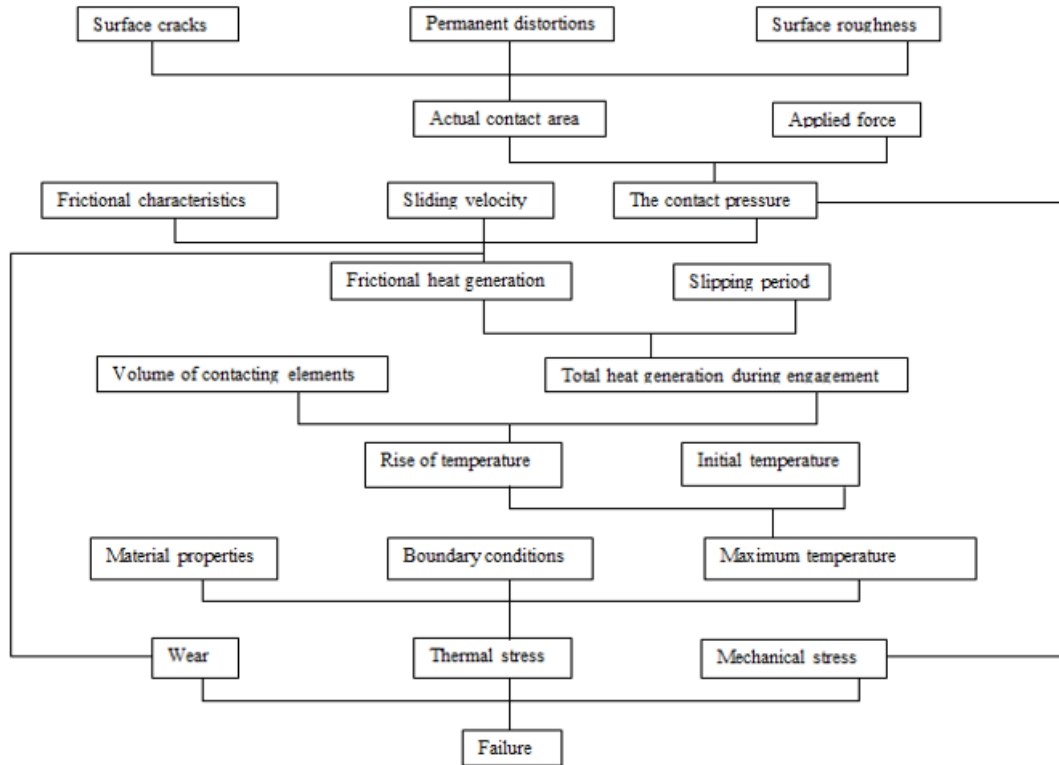 Surface cracks
Permanent distortions
Surface roughness
Actual contact area
Applied force
Frictional characteristics
Sliding velocity
The contact pressure
Frictional heat generation
Slipping period
Volume of contacting elements
Total heat generation during engagement
Rise of temperature
Initial temperature
Material properties
Boundary conditions
Maximum temperature
Wear
Thermal stress
Mechanical stress
Failure